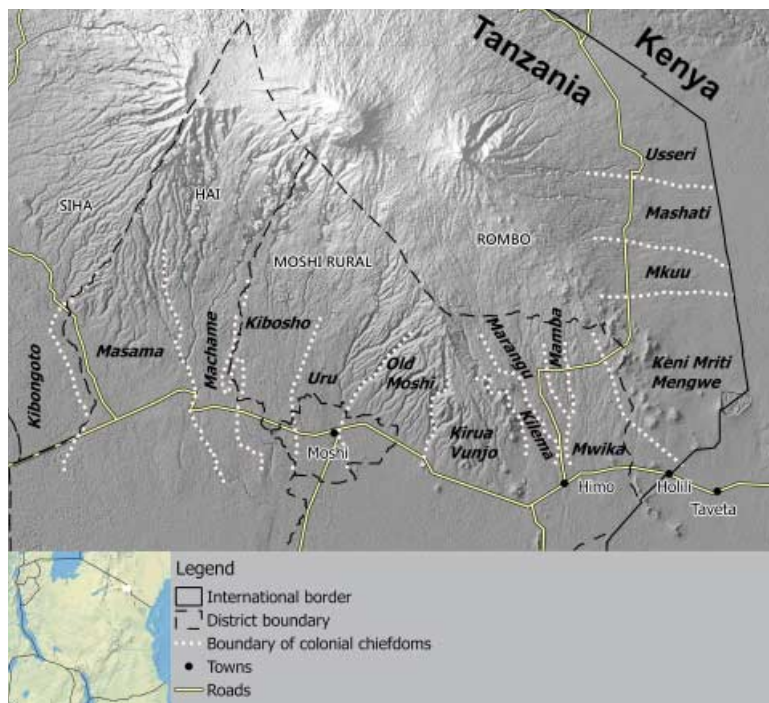 Tanzania
Kenya
Usseri
Mashati
Mkuu
SIHA
HAI
MOSHI RURAL
ROMBO
Kibongoto
Masama
Machame
Kibosho
Uru
Old
Moshi
Marangu
Mamba
Keni Mriti
Mengwe
Kirua
Vunjo
Kilema
Mwika
Moshi
Himo
Holili
Taveta
Legend
International border
District boundary
Boundary of colonial chiefdoms
Towns
Roads